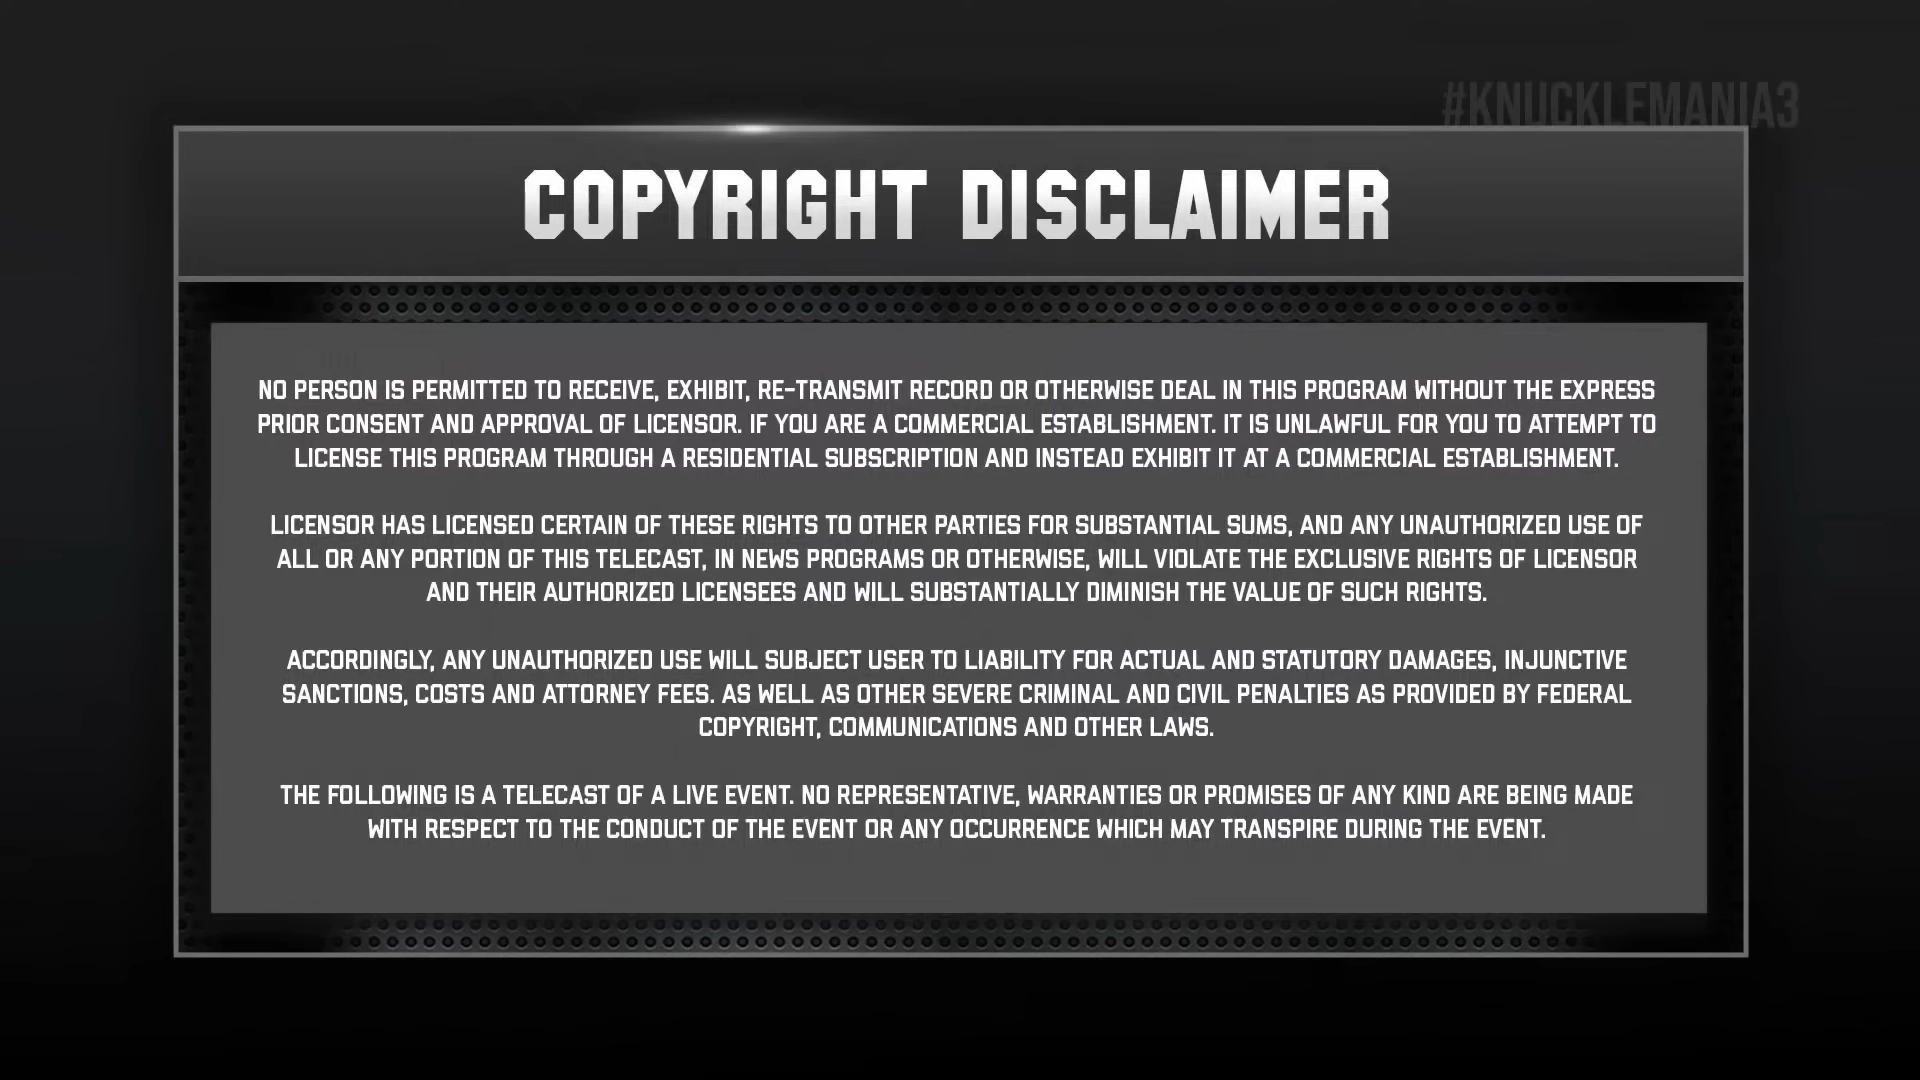 #KNUCKLEMANIA3
COPYRIGHT DISCLAIMER
NO PERSON IS PERMITTED TO RECEIVE, EXHIBIT, RE-TRANSMIT RECORD OR OTHERWISE DEAL IN THIS PROGRAM WITHOUT THE EXPRESS
PRIOR CONSENT AND APPROVAL OF LICENSOR. IF YOU ARE A COMMERCIAL ESTABLISHMENT. IT IS UNLAWFUL FOR YOU TO ATTEMPT TO
LICENSE THIS PROGRAM THROUGH A RESIDENTIAL SUBSCRIPTION AND INSTEAD EXHIBIT IT AT A COMMERCIAL ESTABLISHMENT.
LICENSOR HAS LICENSED CERTAIN OF THESE RIGHTS TO OTHER PARTIES FOR SUBSTANTIAL SUMS, AND ANY UNAUTHORIZED USE OF
ALL OR ANY PORTION OF THIS TELECAST, IN NEWS PROGRAMS OR OTHERWISE, WILL VIOLATE THE EXCLUSIVE RIGHTS OF LICENSOR
AND THEIR AUTHORIZED LICENSEES AND WILL SUBSTANTIALLY DIMINISH THE VALUE OF SUCH RIGHTS.
ACCORDINGLY, ANY UNAUTHORIZED USE WILL SUBJECT USER TO LIABILITY FOR ACTUAL AND STATUTORY DAMAGES, INJUNCTIVE
SANCTIONS, COSTS AND ATTORNEY FEES. AS WELL AS OTHER SEVERE CRIMINAL AND CIVIL PENALTIES AS PROVIDED BY FEDERAL
COPYRIGHT, COMMUNICATIONS AND OTHER LAWS.
THE FOLLOWING IS A TELECAST OF A LIVE EVENT. NO REPRESENTATIVE, WARRANTIES OR PROMISES OF ANY KIND ARE BEING MADE
WITH RESPECT TO THE CONDUCT OF THE EVENT OR ANY OCCURRENCE WHICH MAY TRANSPIRE DURING THE EVENT.